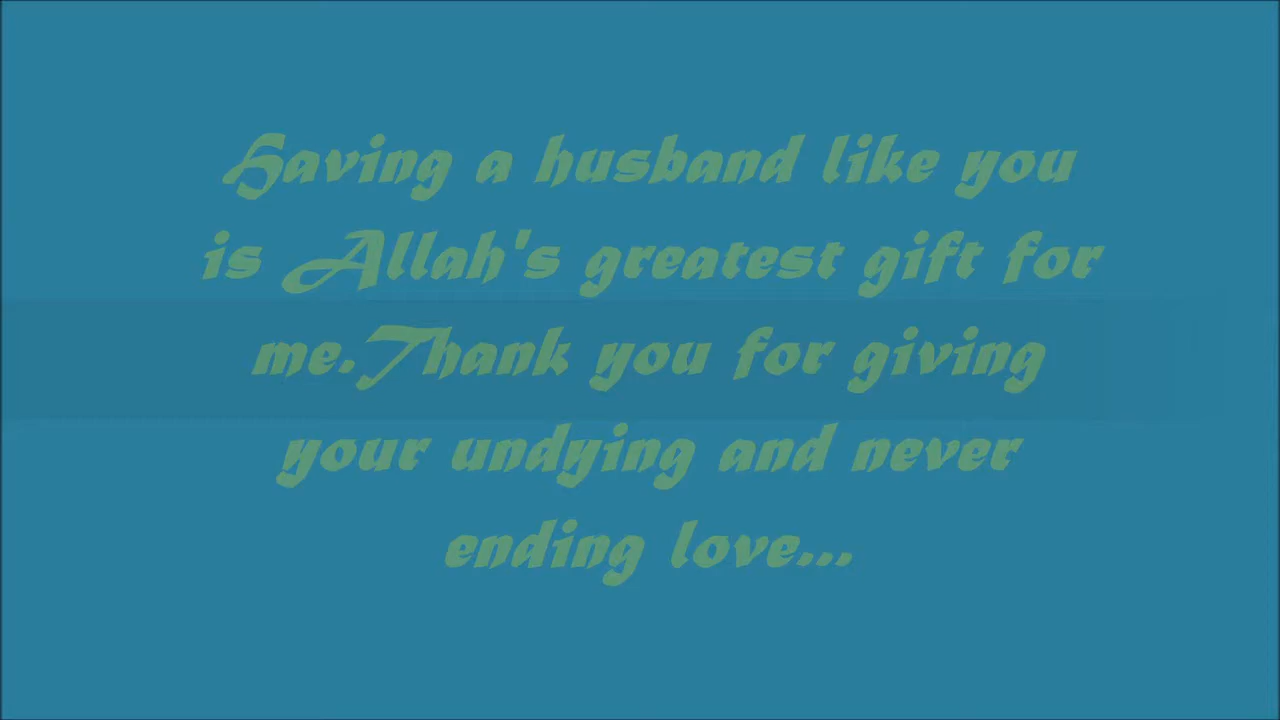 Having a husband like you
is Allah's greatest gift for
me.Thank you for giving
your undying and never
ending love...